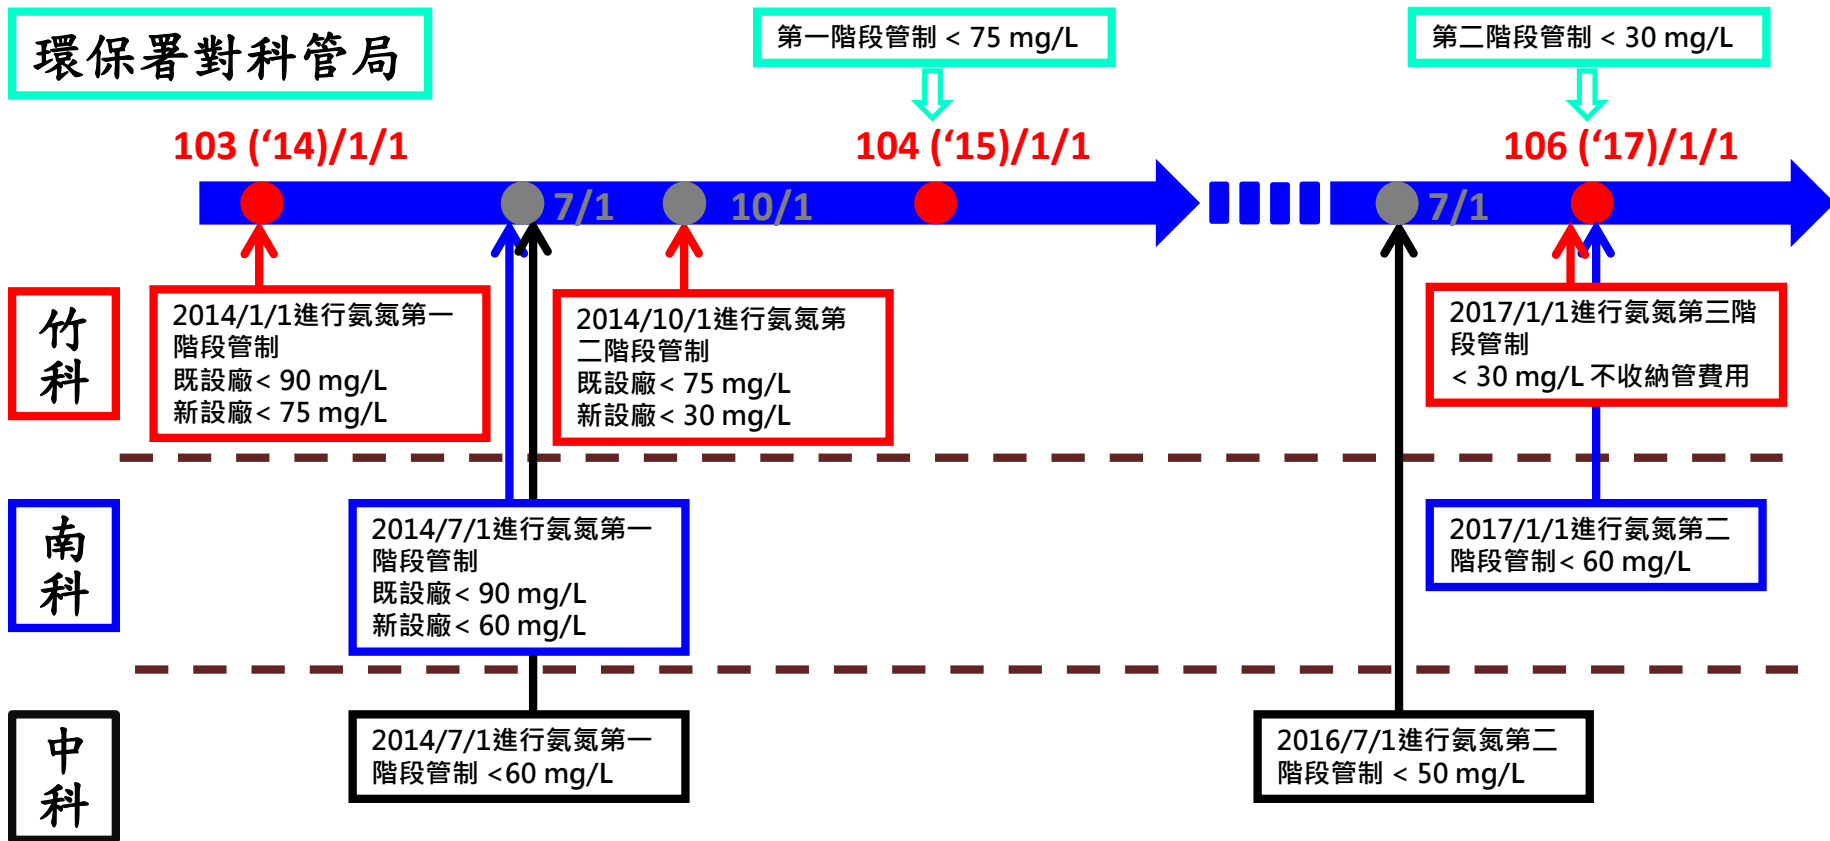 環保署對科管局
第一階段管制 < 75 mg/L
第二階段管制 < 30 mg/L
103 (‘14)/1/1
104 (‘15)/1/1
106 (‘17)/1/1
7/1
10/1
7/1
竹
科
2014/1/1進行氨氮第一
階段管制
既設廠< 90 mg/L
新設廠< 75 mg/L
2014/10/1進行氨氮第
二階段管制
既設廠< 75 mg/L
新設廠< 30 mg/L
2017/1/1進行氨氮第三階
段管制
< 30 mg/L 不收納管費用
南
科
2014/7/1進行氨氮第一
階段管制
既設廠< 90 mg/L
新設廠< 60 mg/L
2017/1/1進行氨氮第二
階段管制< 60 mg/L
中
科
2014/7/1進行氨氮第一
階段管制 <60 mg/L
2016/7/1進行氨氮第二
階段管制 < 50 mg/L